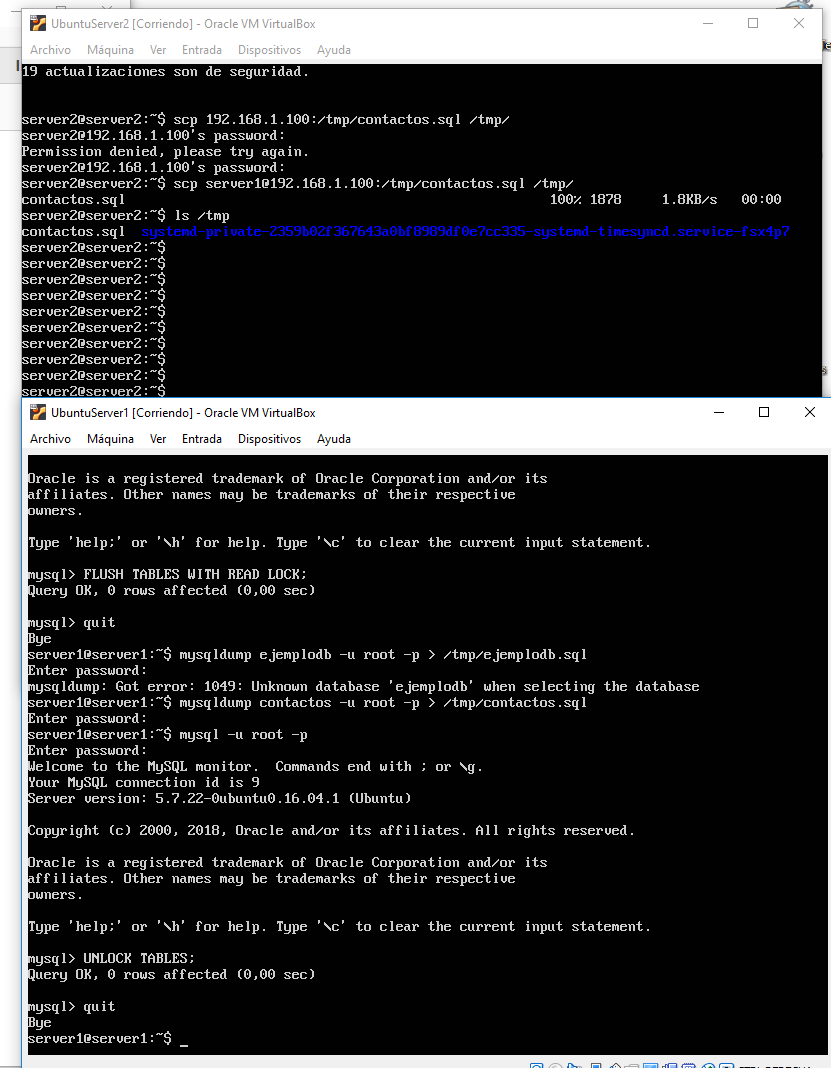 UbuntuServer2 [Corriendo] - Oracle VM VirtualBox
Archivo Máquina Ver Entrada Dispositivos Ayuda
19 actualizaciones son de seguridad.
server2@server2:~$ scp 192.168.1.100:/tmp/contactos.sql /tmp/
server2@192.168.1.100's password:
Permission denied, please try again.
server2@192.168.1.100's password:
server2@server2:~$ scp server1@192.168.1.100:/tmp/contactos.sql /tmp/
contactos.sql 100% 1878 1.8KB/s 00:00
server2@server2:~$ ls /tmp
contactos.sql systemd-private-2359b02f367643a0bf8989df0e7cc335-systemd-timesyncd.service-fsx4p7
server2@server2:~$
server2@server2:~$
server2@server2:~$
server2@server2:~$
server2@server2:~$
server2@server2:~$
server2@server2:~$
server2@server2:~$
server2@server2:~$
server2@server2:~$
UbuntuServer1 [Corriendo] - Oracle VM VirtualBox
Archivo Máquina Ver Entrada Dispositivos Ayuda
Oracle is a registered trademark of Oracle Corporation and/or its
affiliates. Other names may be trademarks of their respective
owners.
Type 'help;' or '\h' for help. Type '\c' to clear the current input statement.
mysql> FLUSH TABLES WITH READ LOCK;
Query OK, 0 rows affected (0,00 sec)
mysql> quit
Bye
server1@server1:~$ mysqldump ejemplodb -u root -p > /tmp/ejemplodb.sql
Enter password:
mysqldump: Got error: 1049: Unknown database 'ejemplodb' when selecting the database
server1@server1:~$ mysqldump contactos -u root -p > /tmp/contactos.sql
Enter password:
server1@server1:~$ mysql -u root -p
Enter password:
Welcome to the MySQL monitor.  Commands end with ; or \g.
Your MySQL connection id is 9
Server version: 5.7.22-0ubuntu0.16.04.1 (Ubuntu)
Copyright (c) 2000, 2018, Oracle and/or its affiliates. All rights reserved.
Oracle is a registered trademark of Oracle Corporation and/or its
affiliates. Other names may be trademarks of their respective
owners.
Type 'help;' or '\h' for help. Type '\c' to clear the current input statement.
mysql> UNLOCK TABLES;
Query OK, 0 rows affected (0,00 sec)
mysql> quit
Bye
server1@server1:~$ _